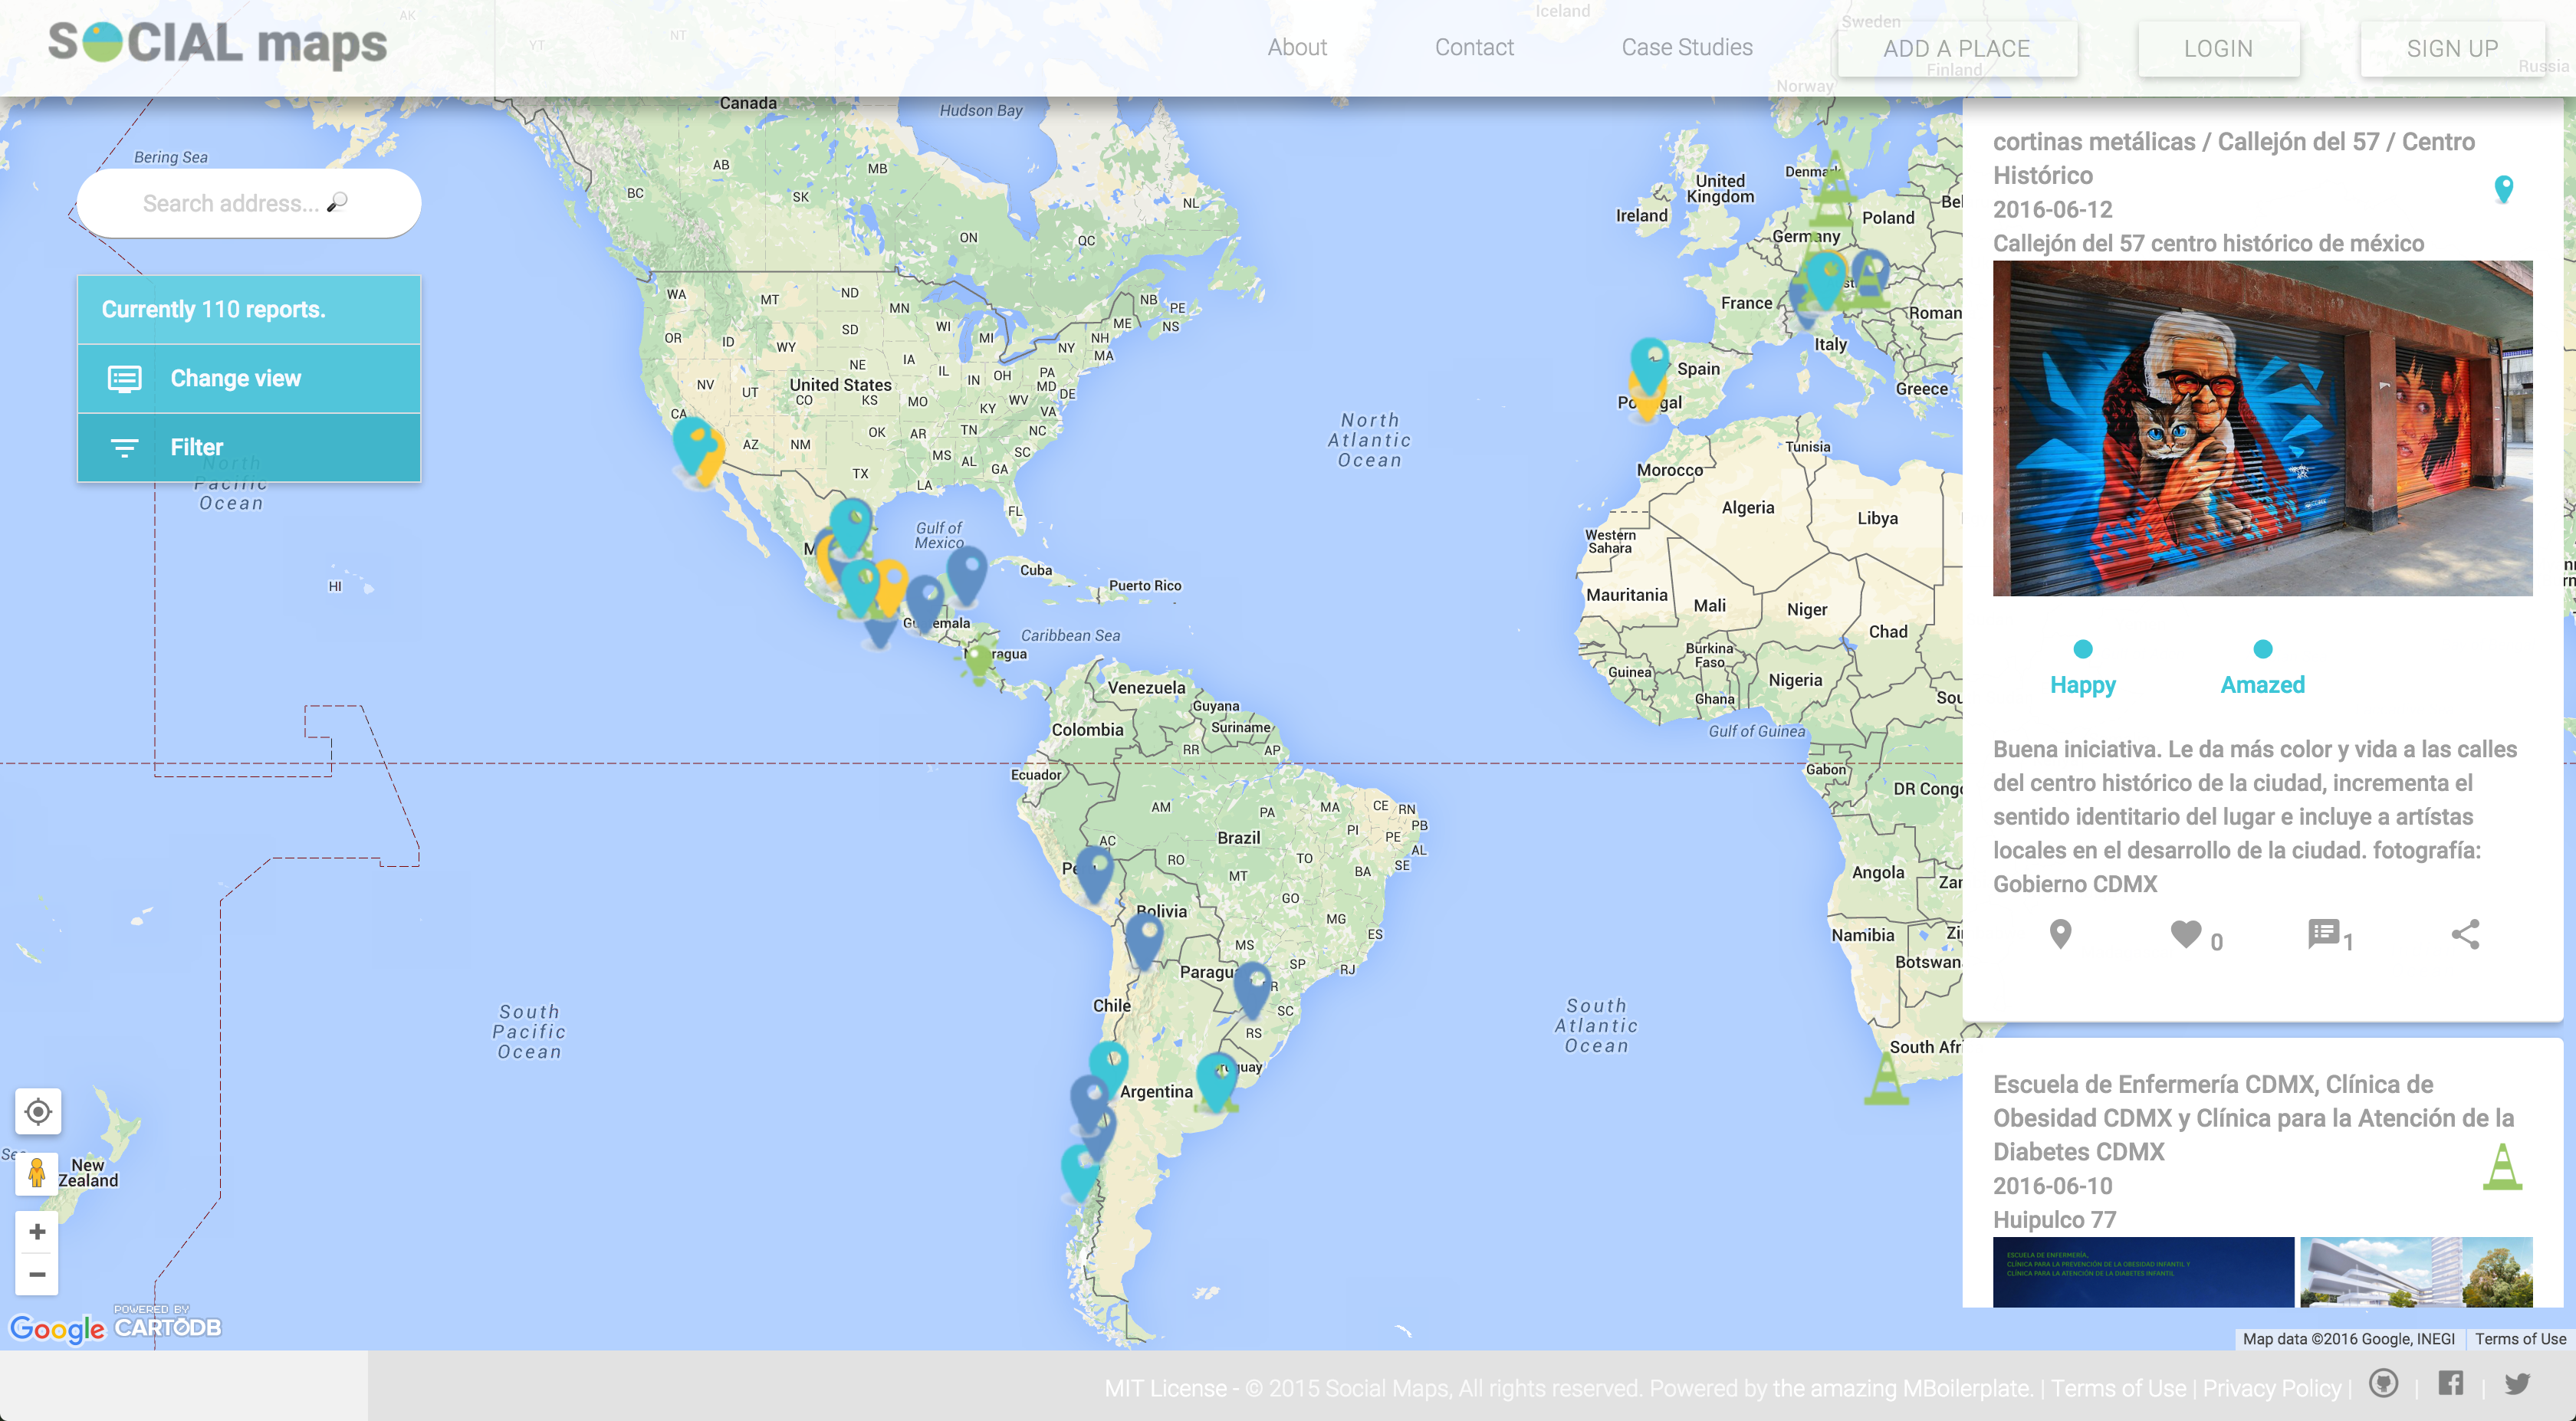 SOCIAL maps
About
Contact
Case Studies
ADD A PLACE
LOGIN
SIGN UP
AK
YT
NT
Iceland
Sweden
Finland
Norway
Russia
Search address...
Currently 110 reports.
Change view
Filter
Bering Sea
Canada
Hudson Bay
AB
BC
SK
MB
ON
QC
NL
NB
PE
NS
WA
MT
ND
MN
OR
ID
WY
SD
WI
MI
NY
NH
ME
MA
NE
IA
IL
IN
OH
PA
MD
DE
NV
UT
United States
CO
KS
MO
KY
WV
VA
CA
AZ
NM
OK
AR
TN
NC
MS
AL
GA
SC
TX
LA
FL
North
Pacific
Ocean
HI
Gulf of
Mexico
Cuba
Puerto Rico
Caribbean Sea
North
Atlantic
Ocean
United
Kingdom
Ireland
Poland
Germany
France
Roman
Italy
Spain
Greece
Morocco
Tunisia
Algeria
Libya
Western
Sahara
Mauritania
Mali
Niger
Chad
Burkina
Faso
Guinea
Ghana
Nigeria
Gulf of Guinea
Gabon
DR Cong
Angola
Zar
Namibia
Botswan
South Afr
Venezuela
Guyana
Suriname
Colombia
RR
AP
Ecuador
AM
PA
MA
CE
RN
PB
PI
PE
AL
SE
Brazil
AC
RO
TO
BA
MT
GO
Bolivia
MG
ES
MS
SP
RJ
SC
RS
Chile
Argentina
South
Pacific
Ocean
South
Atlantic
Ocean
New
Zealand
cortinas metálicas / Callejón del 57 / Centro
Histórico
2016-06-12
Callejón del 57 centro histórico de méxico
Happy
Amazed
Buena iniciativa. Le da más color y vida a las calles
del centro histórico de la ciudad, incrementa el
sentido identitario del lugar e incluye a artístas
locales en el desarrollo de la ciudad. fotografía:
Gobierno CDMX
0
1
Escuela de Enfermería CDMX, Clínica de
Obesidad CDMX y Clínica para la Atención de la
Diabetes CDMX
2016-06-10
Huipulco 77
ESCUELA DE ENFERMERÍA,
CLÍNICA PARA LA PREVENCIÓN DE LA OBESIDAD INFANTIL Y
CLÍNICA PARA LA ATENCIÓN DE LA DIABETES INFANTIL
+
−
Google
POWERED BY
CARTODB
Map data ©2016 Google, INEGI
Terms of Use
MIT License - © 2015 Social Maps, All rights reserved. Powered by the amazing MBoilerplate. | Terms of Use | Privacy Policy |